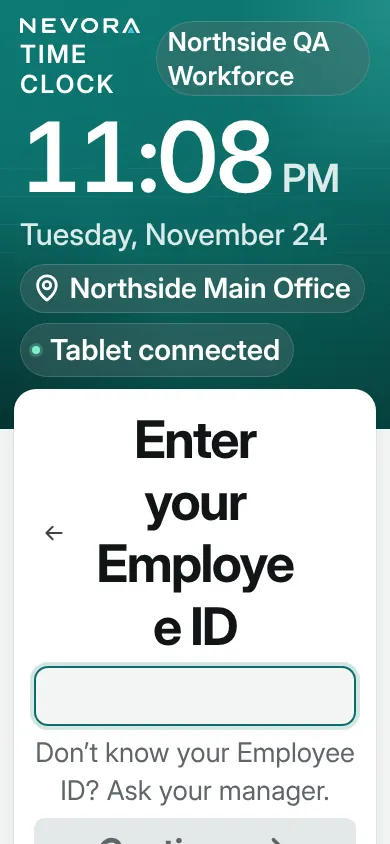 NEVORA
TIME
CLOCK
Northside QA
Workforce
11:08 PM
Tuesday, November 24
Northside Main Office
Tablet connected
Enter
your
Employe
e ID
Don’t know your Employee
ID? Ask your manager.